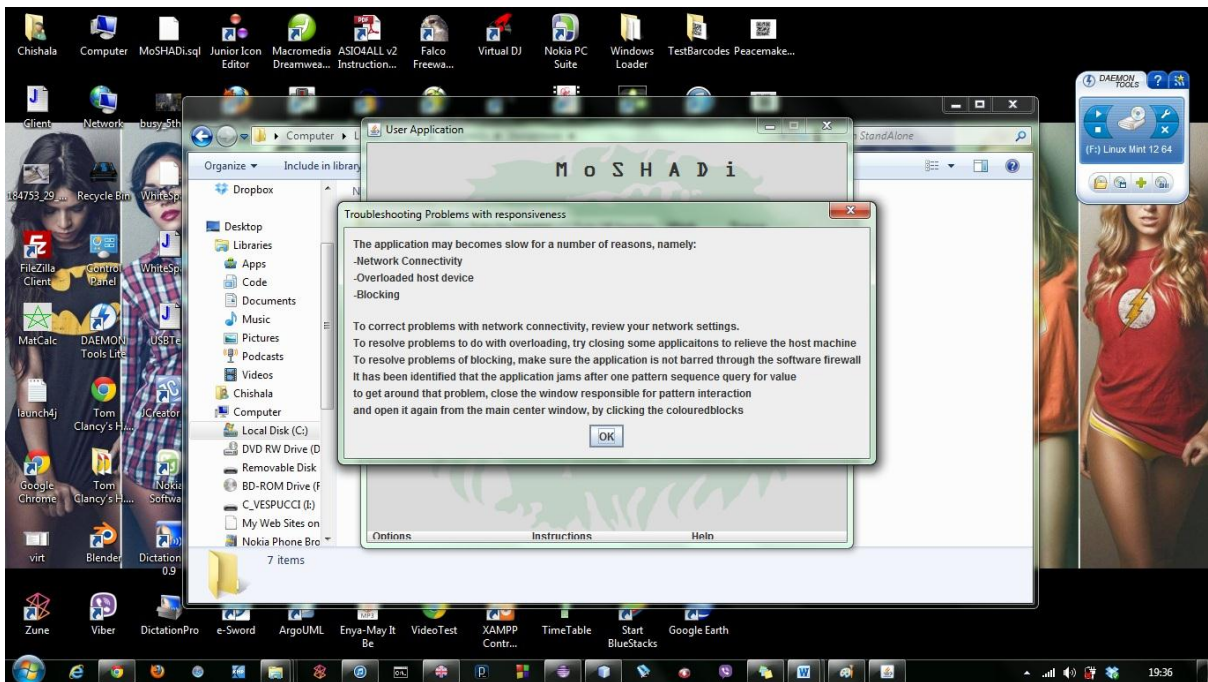 Chishala
Computer
MoSHADi.sql
Junior Icon
Editor
Macromedia
Dreamwea...
ASIO4ALL v2
Instruction...
Falco
Freewa...
Virtual DJ
Nokia PC
Suite
Windows
Loader
TestBarcodes
Peacemake...
DAEMON
TOOLS
(F:) Linux Mint 12 64
Client
Network
busy_5th
184753_29_...
Recycle Bin
WhiteSp
FileZilla
Client
Control
Panel
WhiteSp
MatCalc
DAEMON
Tools Lite
USBTe
launch4j
Tom
Clancy's H...
JCreator
Google
Chrome
Tom
Clancy's H...
Nokia
Softwa
virt
Blender
Dictation
0.9
Zune
Viber
DictationPro
e-Sword
ArgoUML
Enya-May It
Be
VideoTest
XAMPP
Contr...
TimeTable
Start
BlueStacks
Google Earth
Computer
StandAlone
Organize
Include in library
Dropbox
Desktop
Libraries
Apps
Code
Documents
Music
Pictures
Podcasts
Videos
Chishala
Computer
Local Disk (C:)
DVD RW Drive (D
Removable Disk
BD-ROM Drive (F
C_VESPUCCI (I:)
My Web Sites on
Nokia Phone Bro
7 items
User Application
MoSHADi
Troubleshooting Problems with responsiveness
The application may becomes slow for a number of reasons, namely:
-Network Connectivity
-Overloaded host device
-Blocking
To correct problems with network connectivity, review your network settings.
To resolve problems to do with overloading, try closing some applicaitons to relieve the host machine
To resolve problems of blocking, make sure the application is not barred through the software firewall
It has been identified that the application jams after one pattern sequence query for value
to get around that problem, close the window responsible for pattern interaction
and open it again from the main center window, by clicking the colouredblocks
OK
Options
Instructions
Help
19:36